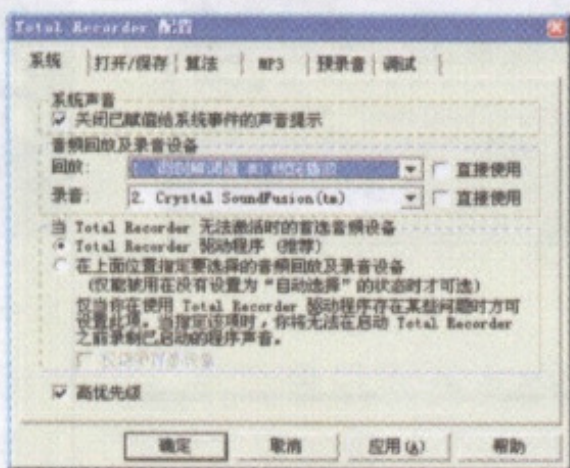 Total Recorder 配置
系统 打开/保存 算法 MP3 预录音 调试
系统声音
关闭已赋值给系统事件的声音提示
音频回放及录音设备
回放: 直接使用
录音: 2. Crystal SoundFusion(tm) 直接使用
当 Total Recorder 无法激活时的首选音频设备
Total Recorder 驱动程序 (推荐)
在上面位置指定要选择的音频回放及录音设备
(仅能被用在没有设置为“自动选择”的状态时才可选)
仅当你在使用 Total Recorder 驱动程序存在某些问题时方可
设置此项。当指定该项时，你将无法在启动 Total Recorder
之前录制已启动的程序声音。
高优先级
确定 取消 应用(A) 帮助